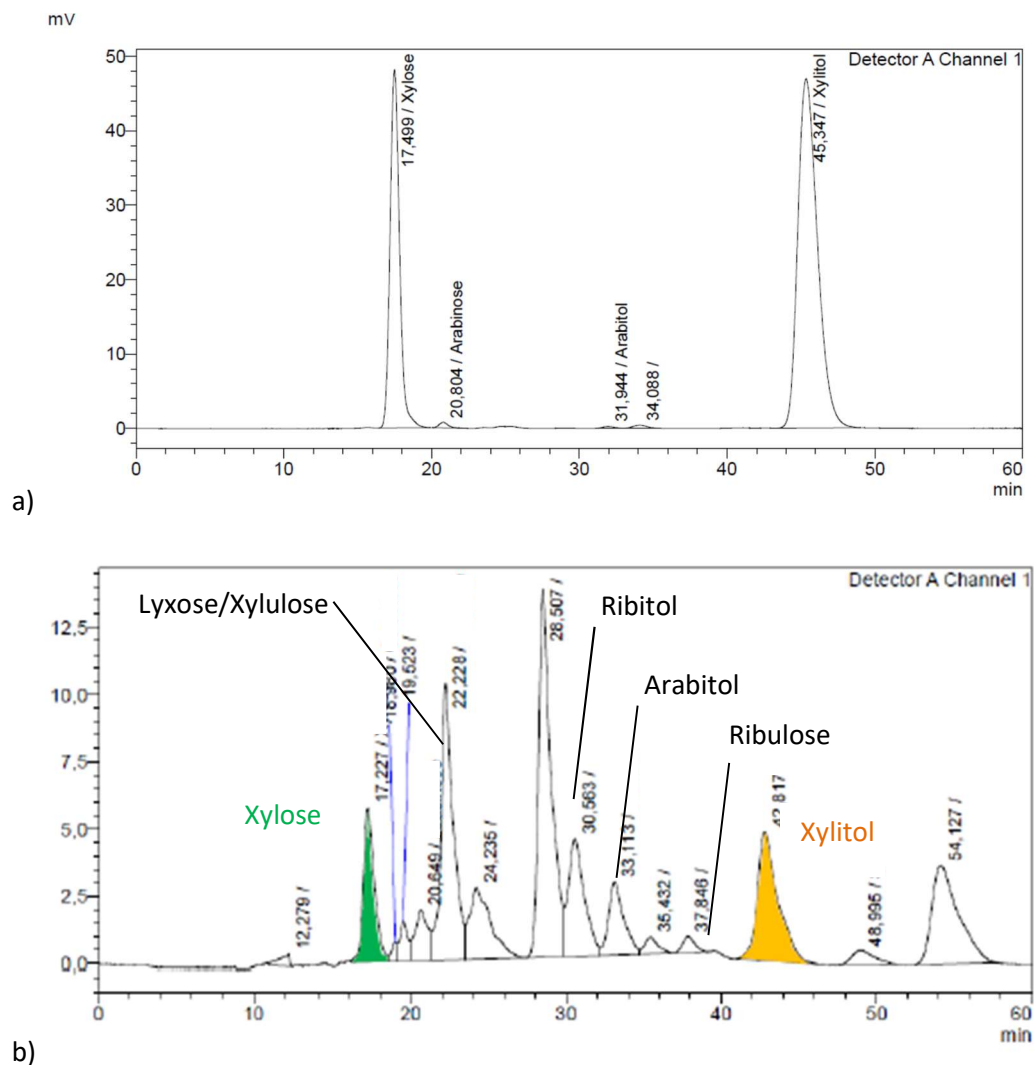 mV
Detector A Channel 1
50
40
30
20
10
0
17,499 / Xylose
20,804 / Arabinose
31,944 / Arabitol
34,088 /
45,347 / Xylitol
0 10 20 30 40 50 60
min
a)
Detector A Channel 1
12,5
10,0
7,5
5,0
2,5
0,0
Lyxose/Xylulose
Ribitol
Arabitol
Ribulose
Xylose
Xylitol
12,279 /
17,227 /
19,523 /
20,649 /
22,228 /
24,235 /
28,507 /
30,563 /
33,113 /
35,432 /
37,846 /
42,817
48,995 /
54,127 /
0 10 20 30 40 50 60
min
b)